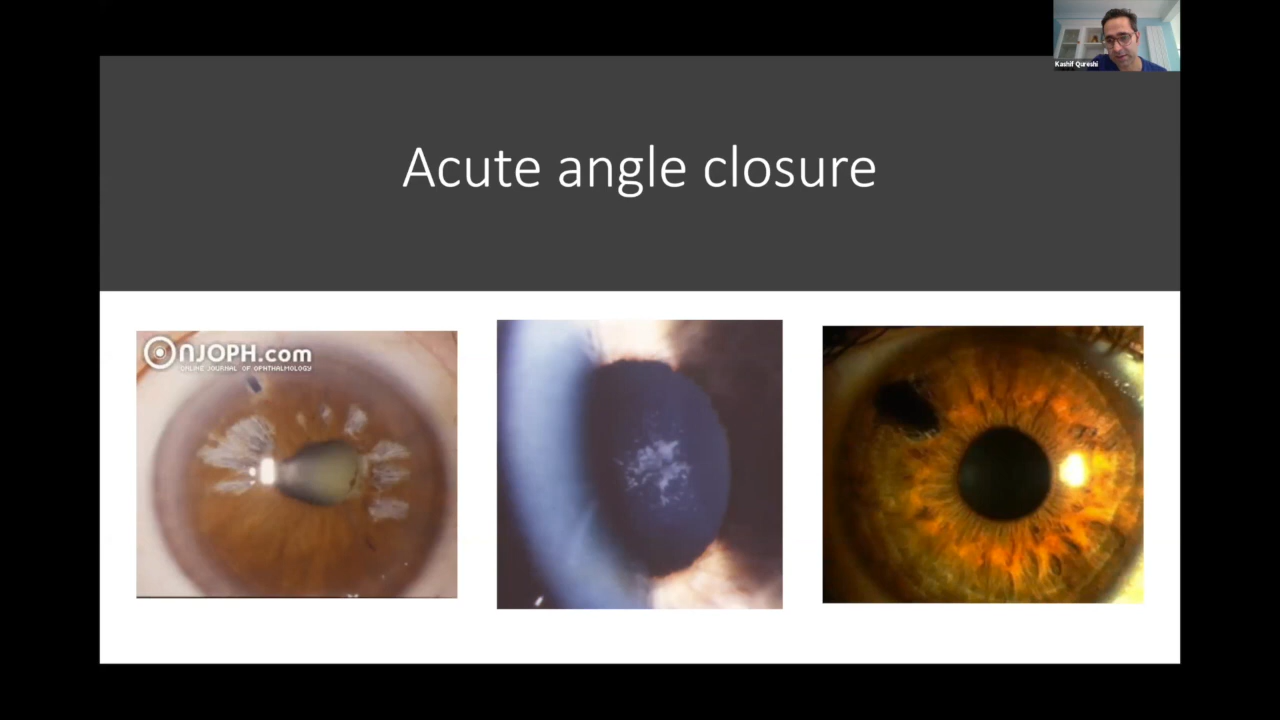 Kashif Qureshi
Acute angle closure
ONJOPH.com
ONLINE JOURNAL OF OPHTHALMOLOGY